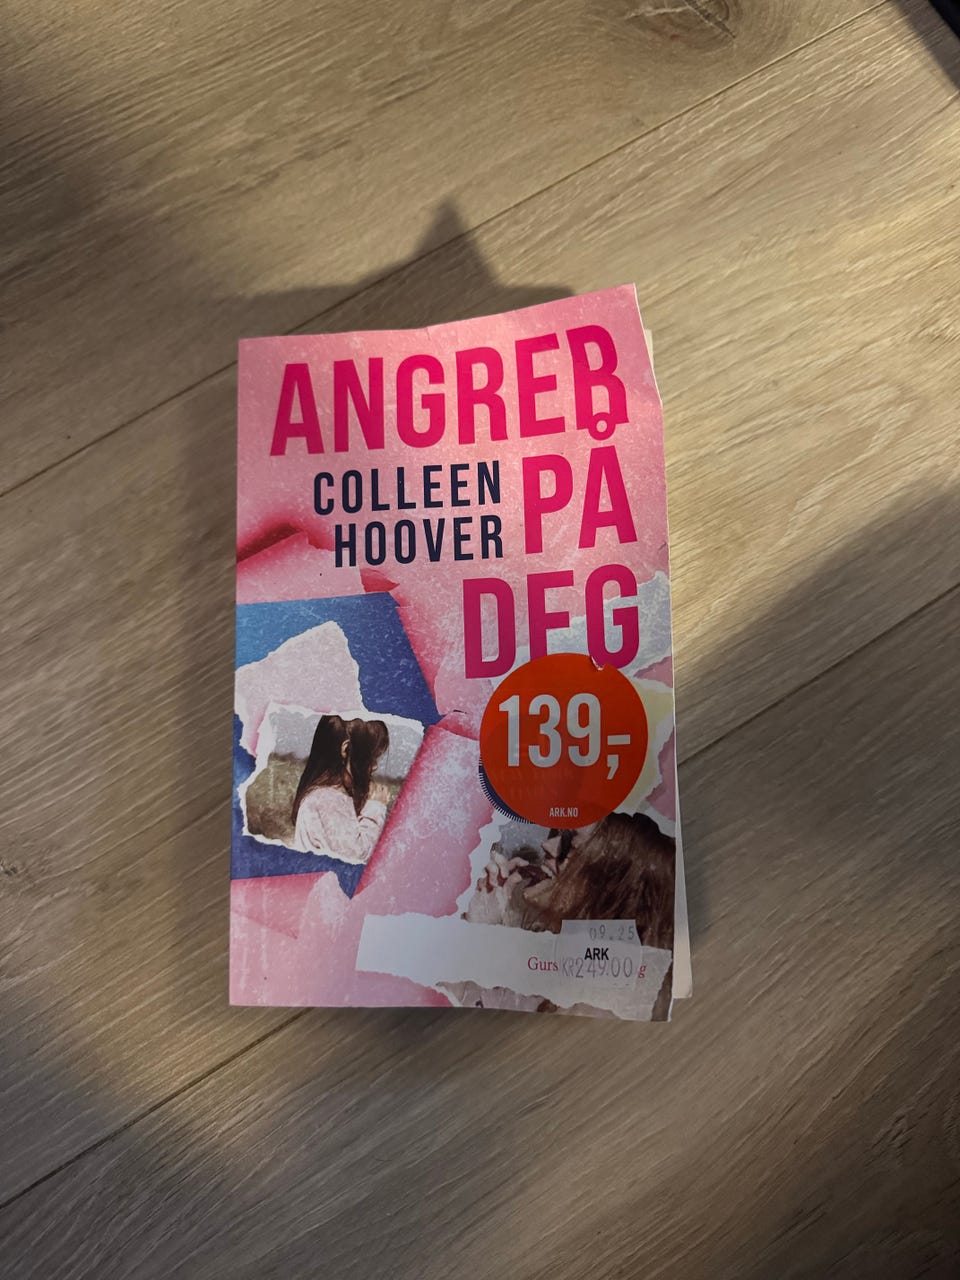 ANGRER
COLLEEN
HOOVER
PÅ
DEG
139,-
ARK.NO
09.25
ARK
Gurs KR249.00 g